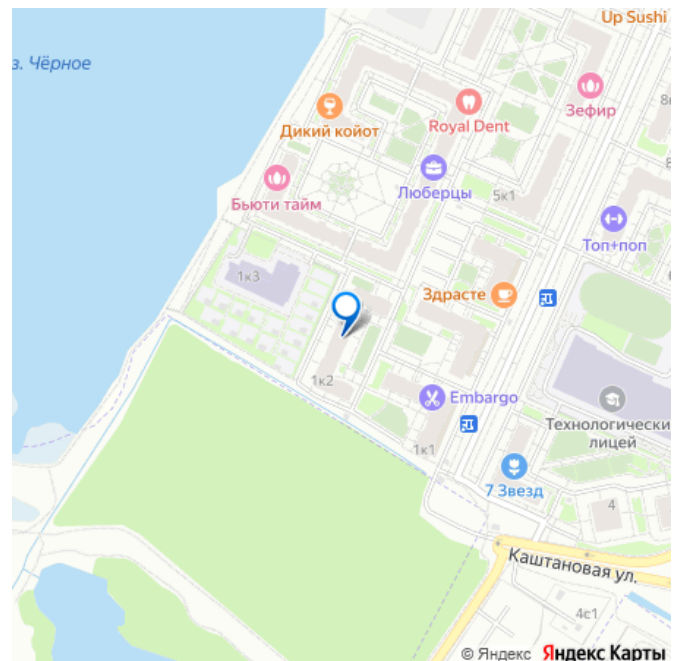 Up Sushi
з. Чёрное
Зефир
Дикий койот
Royal Dent
Люберцы
5к1
Бьюти тайм
Топ+поп
1к3
Здрасте
1к2
Embargo
Технологически
лицей
1к1
7 Звезд
4
Каштановая ул.
4с1
© Яндекс Яндекс Карты